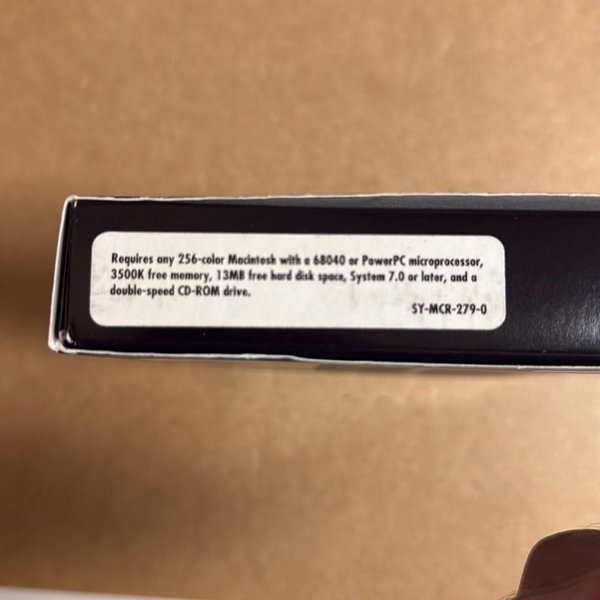 Requires any 256-color Macintosh with a 68040 or PowerPC microprocessor,
3500K free memory, 13MB free hard disk space, System 7.0 or later, and a
double-speed CD-ROM drive.
SY-MCR-279-0